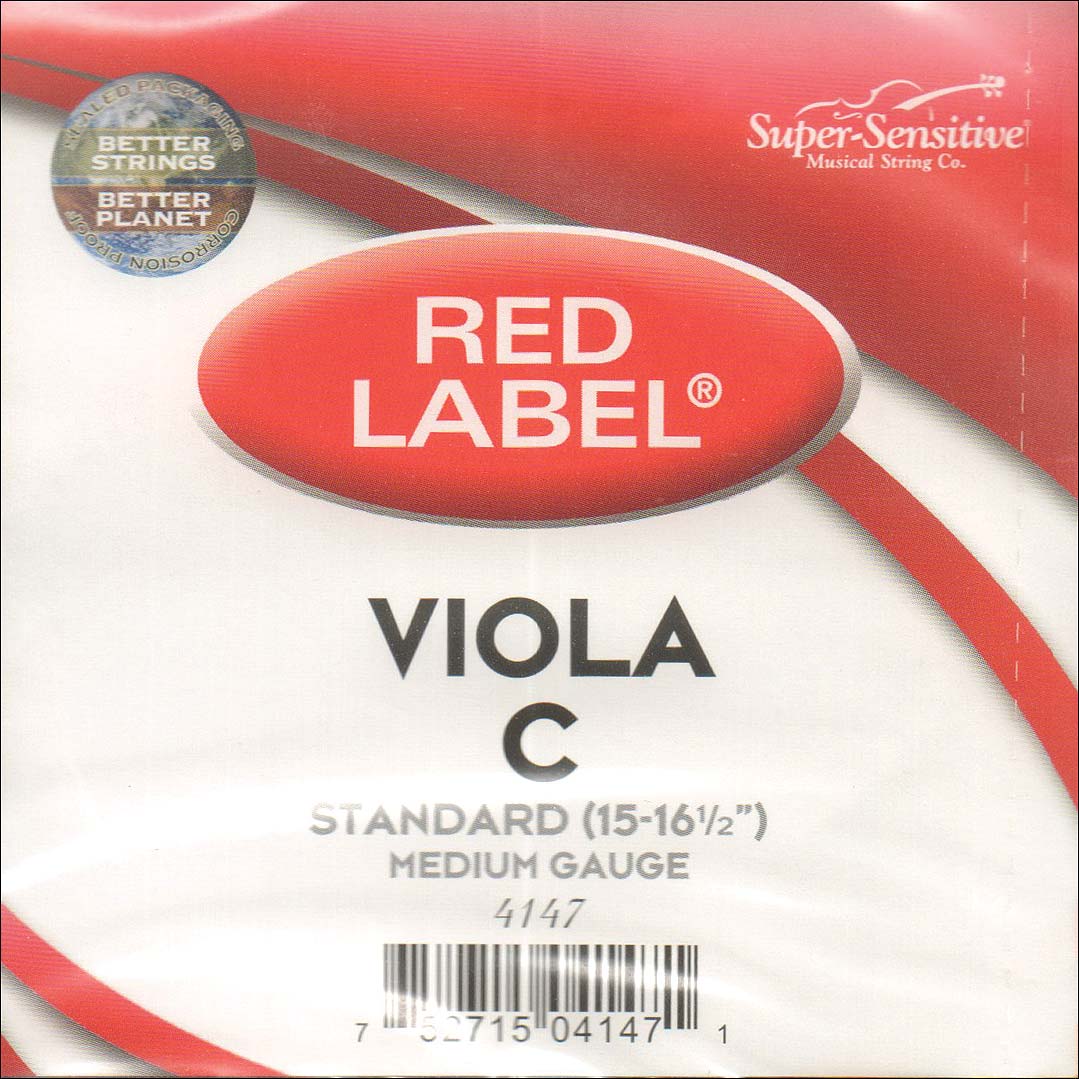 SEALED PACKAGING
BETTER
STRINGS
BETTER
PLANET
CORROSION PROOF
Super-Sensitive
Musical String Co.
RED
LABEL®
VIOLA
C
STANDARD (15-16½")
MEDIUM GAUGE
4147
7 52715 04147 1